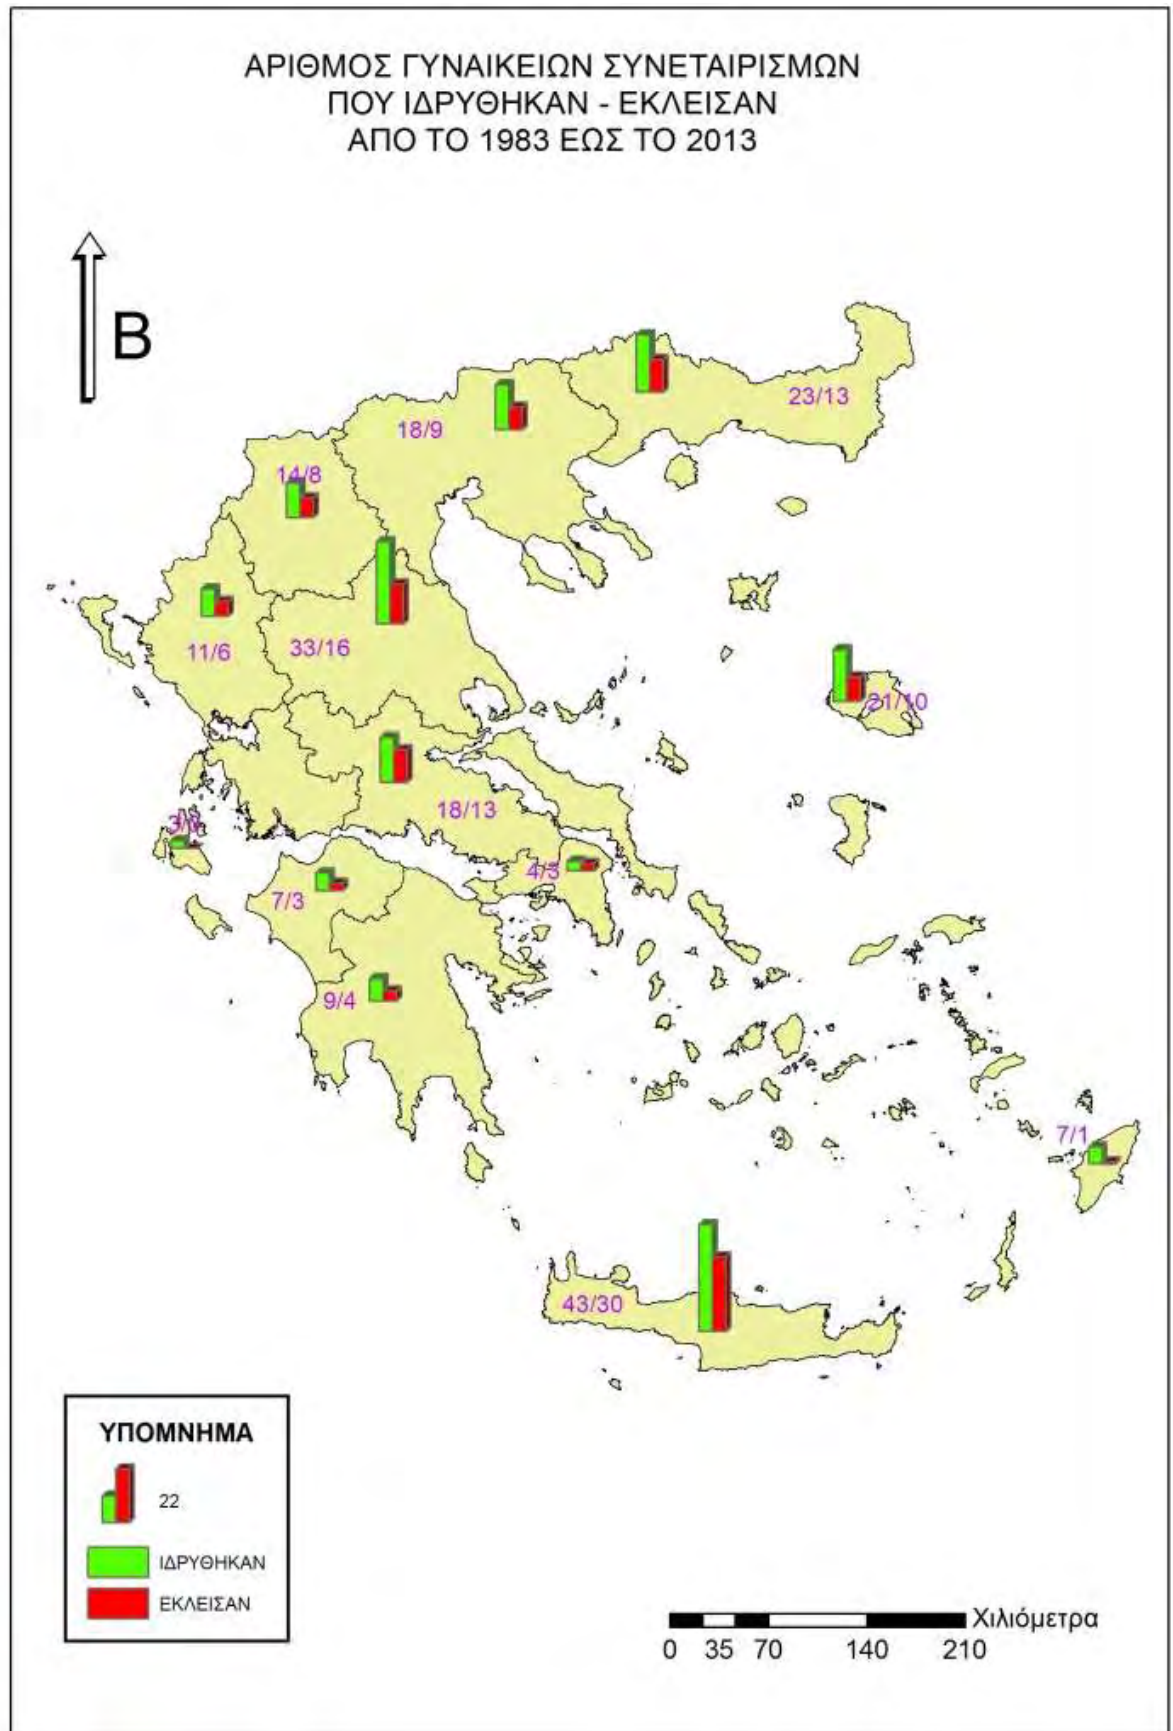 ΑΡΙΘΜΟΣ ΓΥΝΑΙΚΕΙΩΝ ΣΥΝΕΤΑΙΡΙΣΜΩΝ
ΠΟΥ ΙΔΡΥΘΗΚΑΝ - ΕΚΛΕΙΣΑΝ
ΑΠΟ ΤΟ 1983 ΕΩΣ ΤΟ 2013
Β
23/13
18/9
14/8
11/6
33/16
21/10
18/13
4/3
7/3
9/4
7/1
43/30
ΥΠΟΜΝΗΜΑ
22
ΙΔΡΥΘΗΚΑΝ
ΕΚΛΕΙΣΑΝ
Χιλιόμετρα
0 35 70 140 210